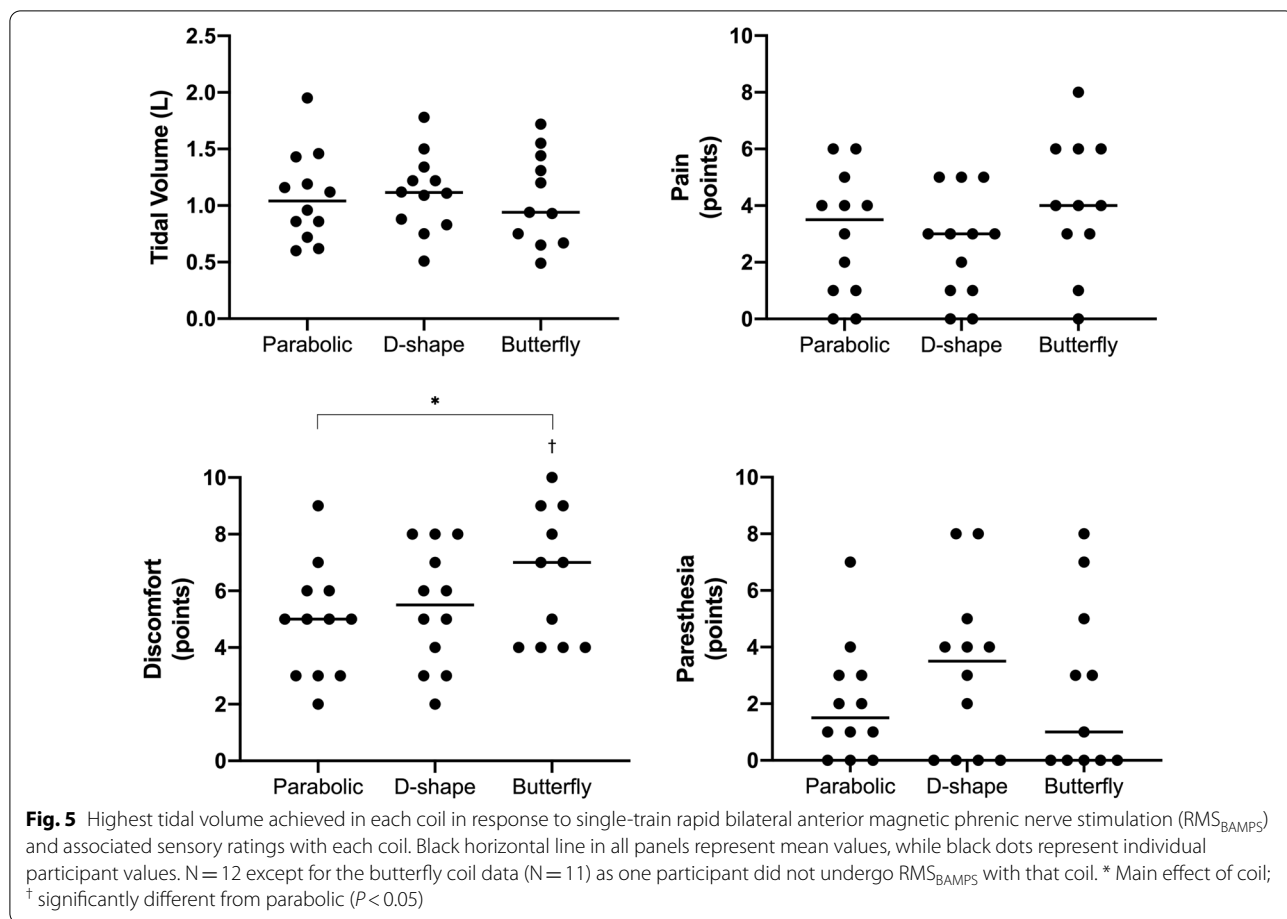 2.5
2.0
1.5
1.0
0.5
0.0
Tidal Volume (L)
Parabolic D-shape Butterfly
10
8
6
4
2
0
Pain
(points)
Parabolic D-shape Butterfly
*
†
10
8
6
4
2
0
Discomfort
(points)
Parabolic D-shape Butterfly
10
8
6
4
2
0
Paresthesia
(points)
Parabolic D-shape Butterfly
Fig. 5 Highest tidal volume achieved in each coil in response to single-train rapid bilateral anterior magnetic phrenic nerve stimulation (RMS_BAMPS)
and associated sensory ratings with each coil. Black horizontal line in all panels represent mean values, while black dots represent individual
participant values. N = 12 except for the butterfly coil data (N = 11) as one participant did not undergo RMS_BAMPS with that coil. * Main effect of coil;
† significantly different from parabolic (P < 0.05)